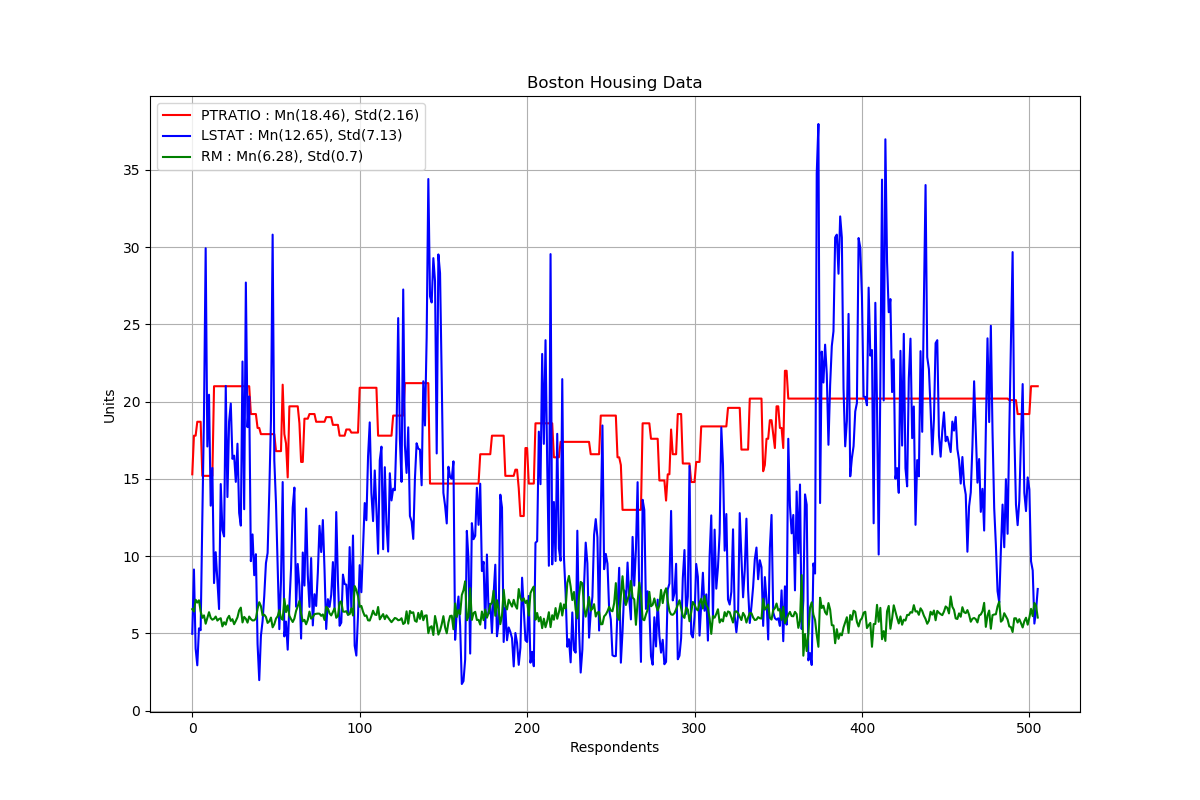 Boston Housing Data
PTRATIO : Mn(18.46), Std(2.16)
LSTAT : Mn(12.65), Std(7.13)
RM : Mn(6.28), Std(0.7)
35
30
25
20
15
10
5
0
Units
0 100 200 300 400 500
Respondents